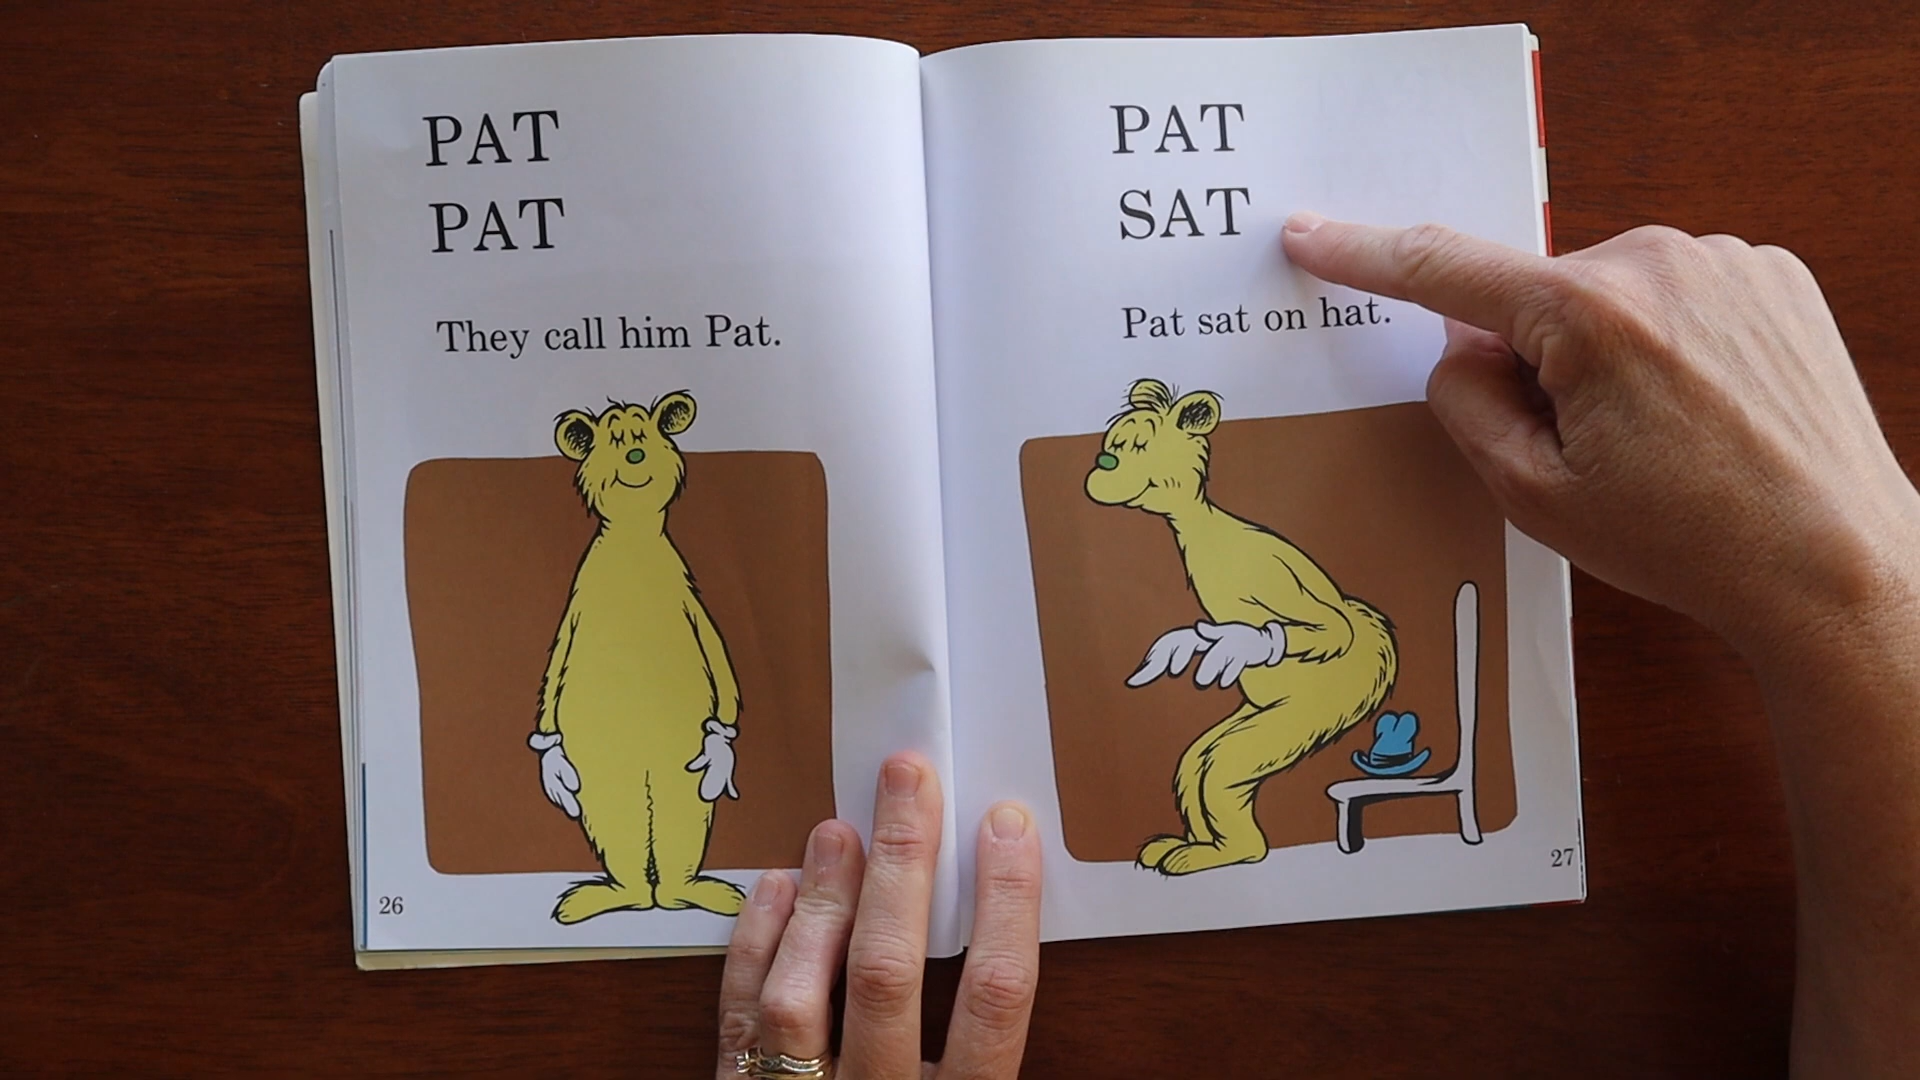 PAT
PAT
They call him Pat.
26
PAT
SAT
Pat sat on hat.
27